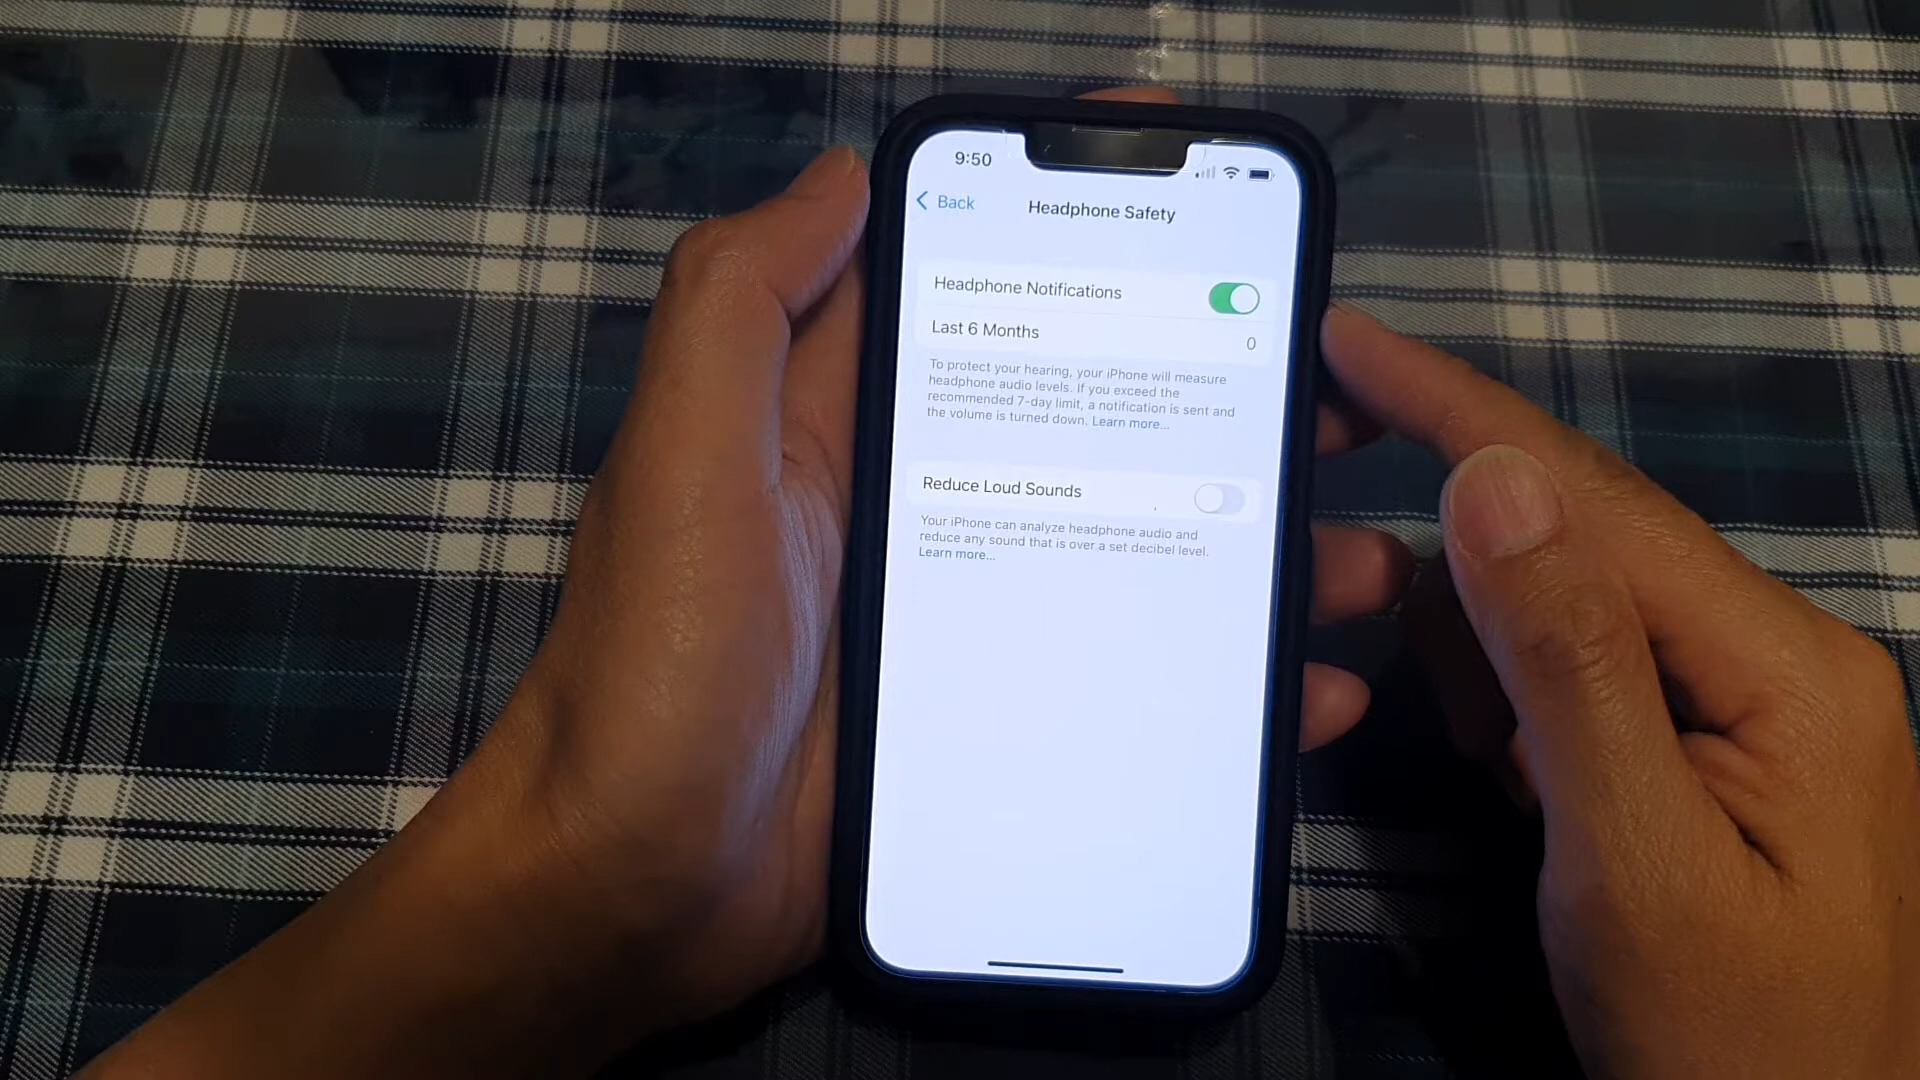 9:50
Back
Headphone Safety
Headphone Notifications
Last 6 Months
0
To protect your hearing, your iPhone will measure
headphone audio levels. If you exceed the
recommended 7-day limit, a notification is sent and
the volume is turned down. Learn more...
Reduce Loud Sounds
Your iPhone can analyze headphone audio and
reduce any sound that is over a set decibel level.
Learn more...